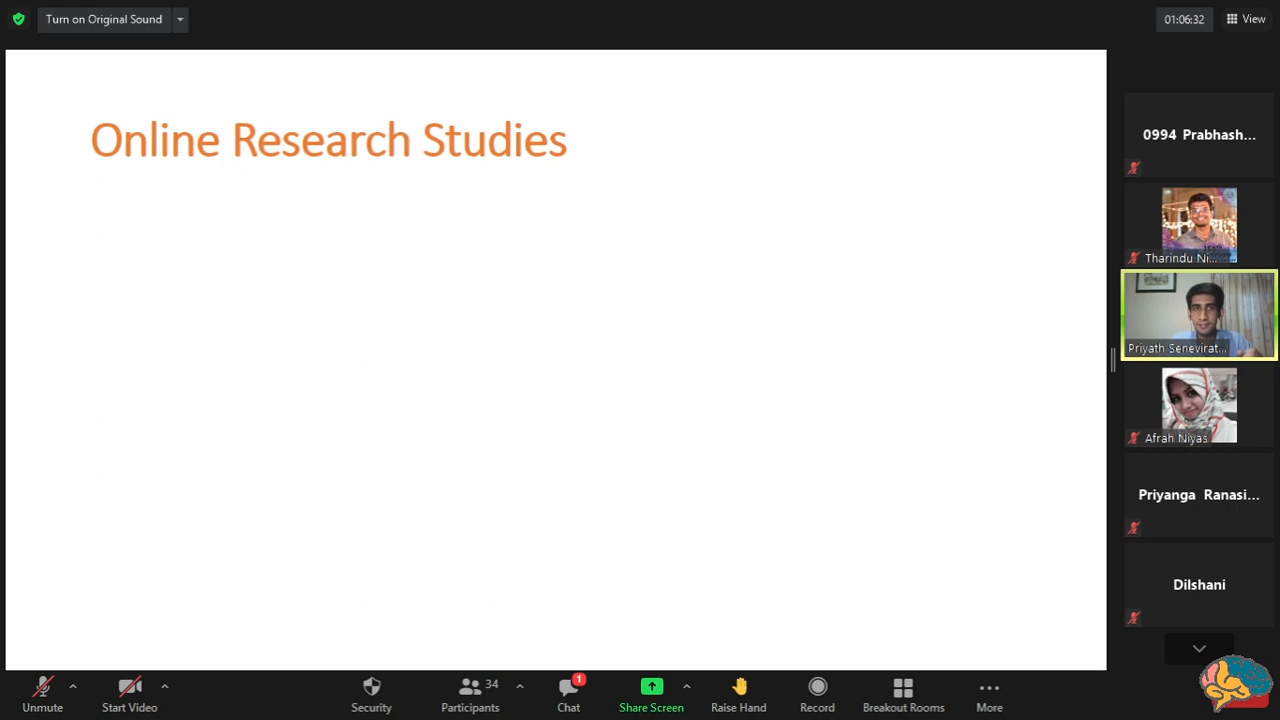 Turn on Original Sound
01:06:32
View
Online Research Studies
0994 Prabhash...
Tharindu Ni...
Priyath Senevirat...
Afrah Niyas
Priyanga Ranasi...
Dilshani
Unmute
Start Video
Security
34
Participants
1
Chat
Share Screen
Raise Hand
Record
Breakout Rooms
More